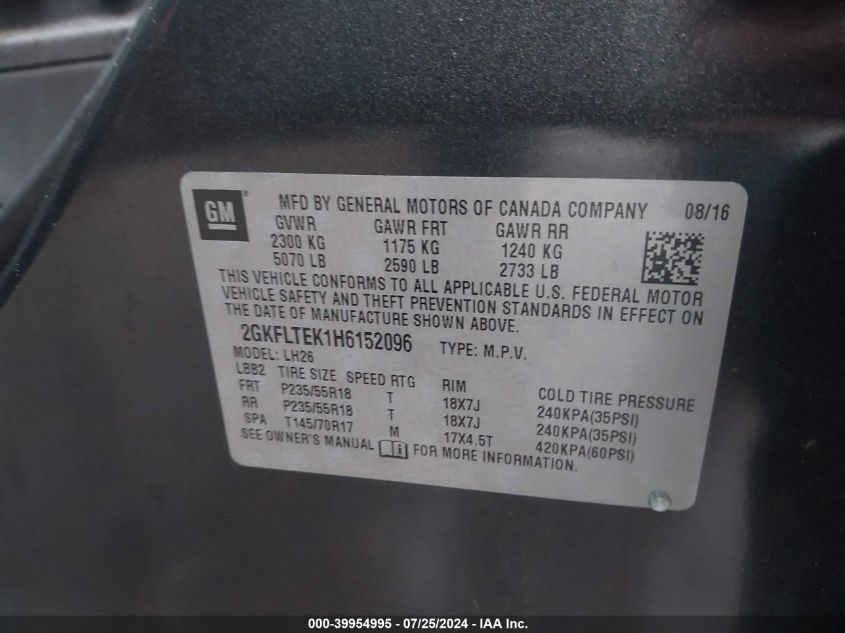 GM ®
MFD BY GENERAL MOTORS OF CANADA COMPANY 08/16
GVWR GAWR FRT GAWR RR
2300 KG 1175 KG 1240 KG
5070 LB 2590 LB 2733 LB
THIS VEHICLE CONFORMS TO ALL APPLICABLE U.S. FEDERAL MOTOR
VEHICLE SAFETY AND THEFT PREVENTION STANDARDS IN EFFECT ON
THE DATE OF MANUFACTURE SHOWN ABOVE.
2GKFLTEK1H6152096 TYPE: M.P.V.
MODEL: LH26
LBB2 TIRE SIZE SPEED RTG RIM COLD TIRE PRESSURE
FRT P235/55R18 T 18X7J 240KPA(35PSI)
RR P235/55R18 T 18X7J 240KPA(35PSI)
SPA T145/70R17 M 17X4.5T 420KPA(60PSI)
SEE OWNER'S MANUAL FOR MORE INFORMATION.
000-39954995 - 07/25/2024 - IAA Inc.